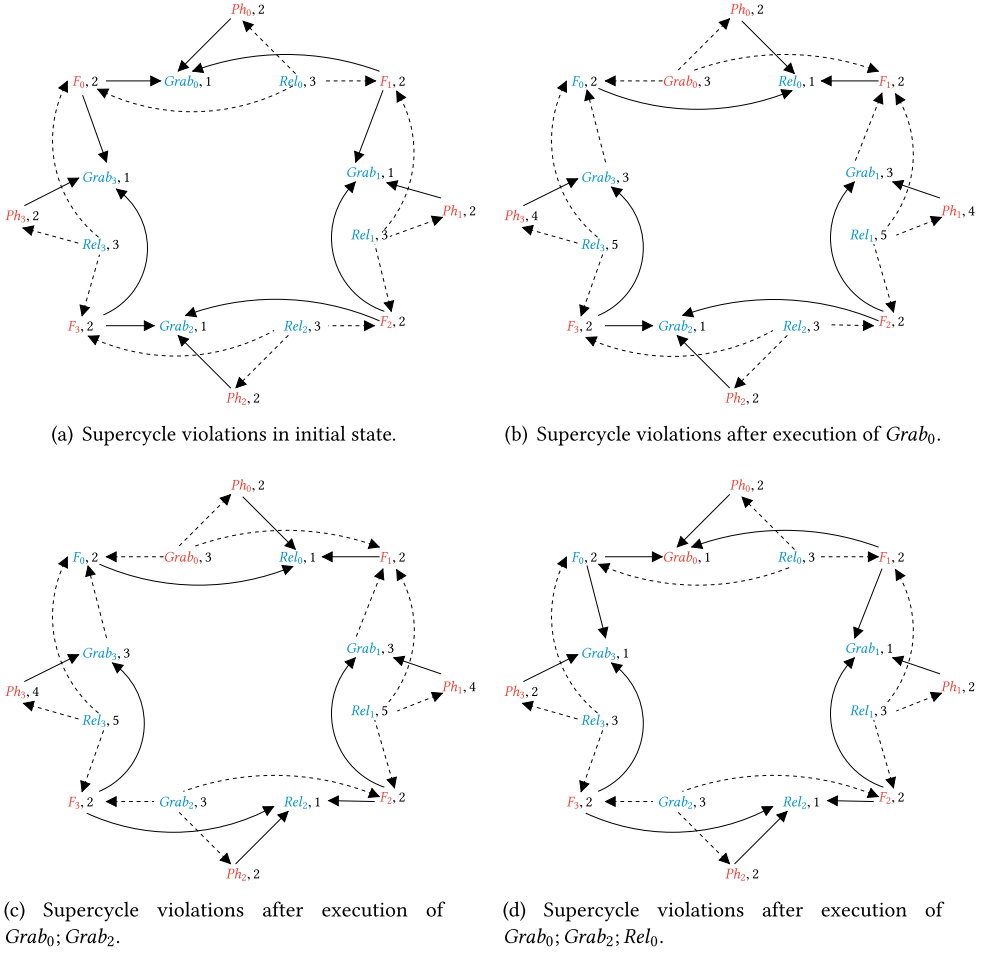 Ph₀, 2
F₀, 2 Grab₀, 1 Rel₀, 3 F₁, 2
Grab₃, 1 Grab₁, 1
Ph₃, 2 Ph₁, 2
Rel₃, 3 Rel₁, 3
F₃, 2 Grab₂, 1 Rel₂, 3 F₂, 2
Ph₂, 2
(a) Supercycle violations in initial state.
Ph₀, 2
F₀, 2 Grab₀, 3 Rel₀, 1 F₁, 2
Grab₃, 3 Grab₁, 3
Ph₃, 4 Ph₁, 4
Rel₃, 5 Rel₁, 5
F₃, 2 Grab₂, 1 Rel₂, 3 F₂, 2
Ph₂, 2
(b) Supercycle violations after execution of Grab₀.
Ph₀, 2
F₀, 2 Grab₀, 3 Rel₀, 1 F₁, 2
Grab₃, 3 Grab₁, 3
Ph₃, 4 Ph₁, 4
Rel₃, 5 Rel₁, 5
F₃, 2 Grab₂, 3 Rel₂, 1 F₂, 2
Ph₂, 2
(c) Supercycle violations after execution of
Grab₀; Grab₂.
Ph₀, 2
F₀, 2 Grab₀, 1 Rel₀, 3 F₁, 2
Grab₃, 1 Grab₁, 1
Ph₃, 2 Ph₁, 2
Rel₃, 3 Rel₁, 3
F₃, 2 Grab₂, 3 Rel₂, 1 F₂, 2
Ph₂, 2
(d) Supercycle violations after execution of
Grab₀; Grab₂; Rel₀.